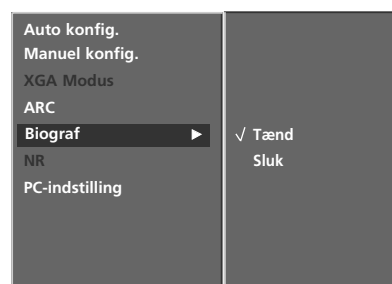 Auto konfig.
Manuel konfig.
XGA Modus
ARC
Biograf ►
NR
PC-indstilling
√ Tænd
Sluk